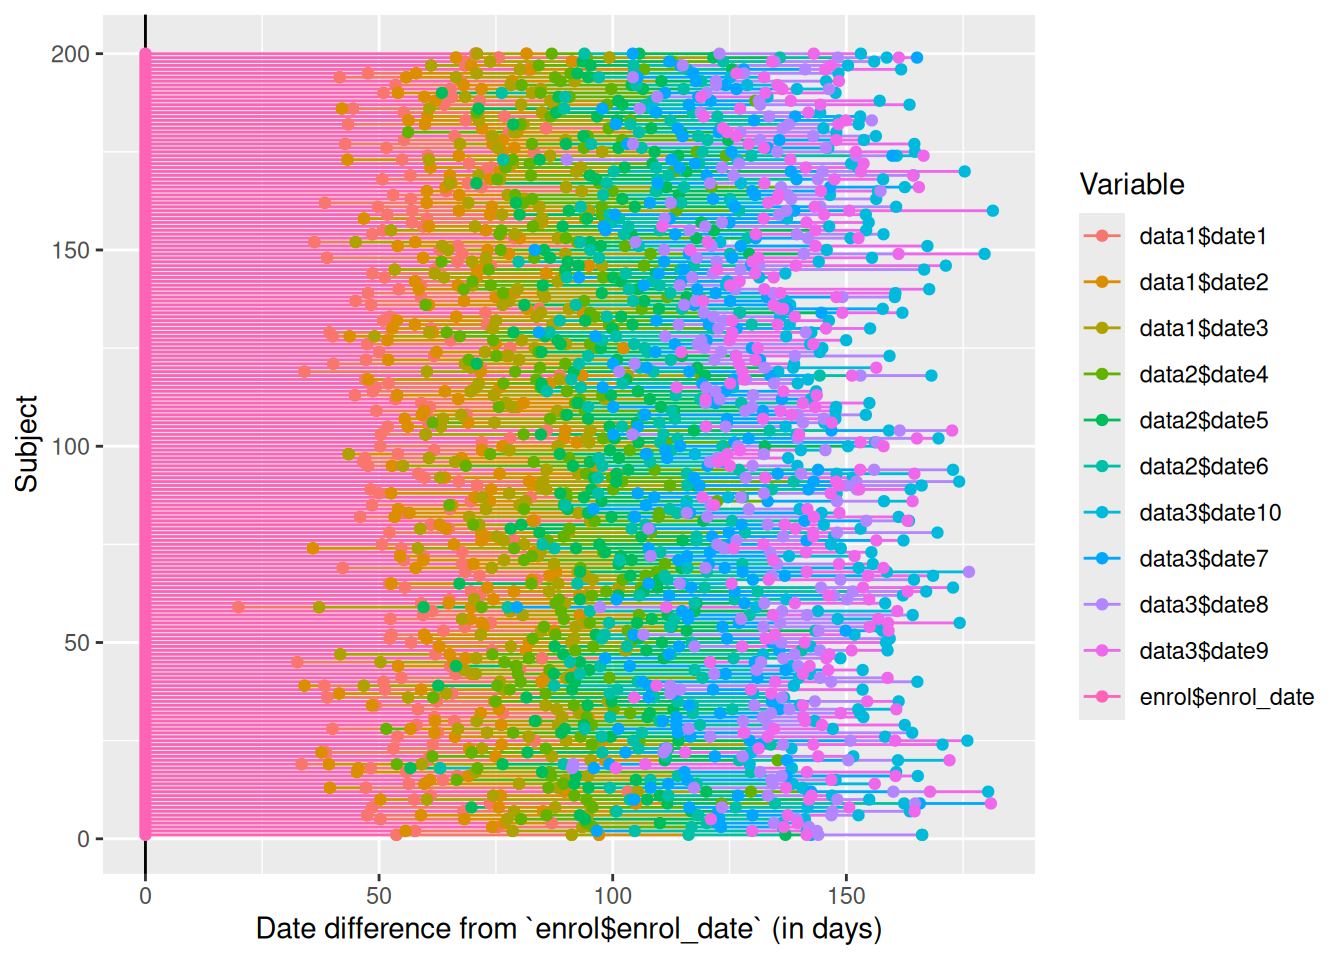 200
150
100
50
0
Subject
0
50
100
150
Date difference from `enrol$enrol_date` (in days)
Variable
data1$date1
data1$date2
data1$date3
data2$date4
data2$date5
data2$date6
data3$date10
data3$date7
data3$date8
data3$date9
enrol$enrol_date